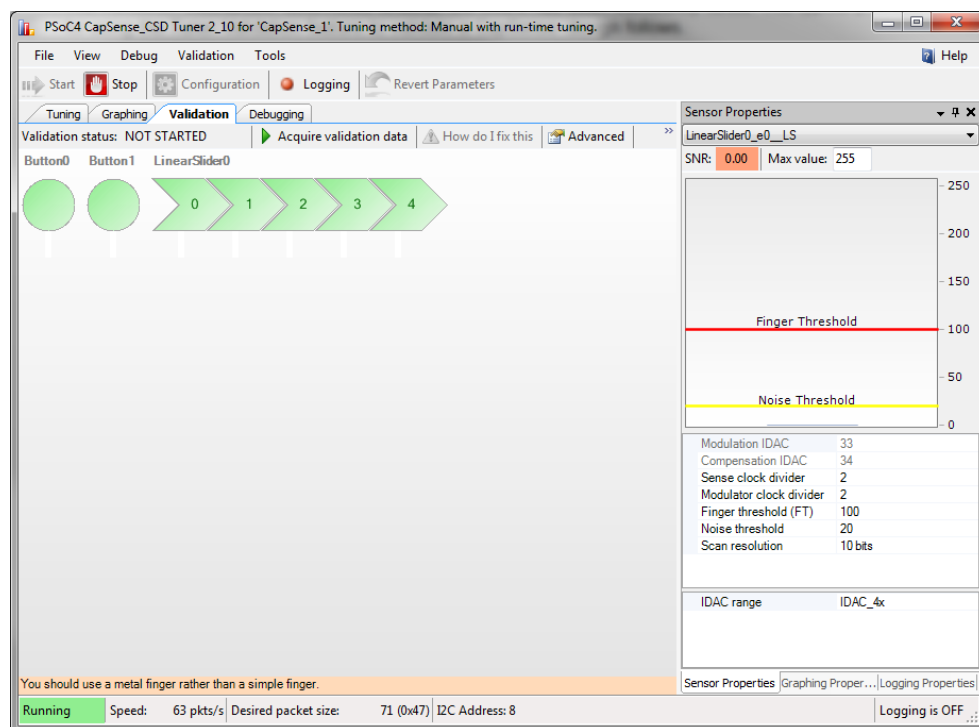 PSoC4 CapSense_CSD Tuner 2_10 for 'CapSense_1'. Tuning method: Manual with run-time tuning.
File View Debug Validation Tools Help
Start Stop Configuration Logging Revert Parameters
Tuning Graphing Validation Debugging
Validation status: NOT STARTED Acquire validation data How do I fix this Advanced »
Button0 Button1 LinearSlider0
0 1 2 3 4
You should use a metal finger rather than a simple finger.
Sensor Properties
LinearSlider0_e0__LS
SNR: 0.00 Max value: 255
250
200
150
Finger Threshold
100
50
Noise Threshold
0
Modulation IDAC 33
Compensation IDAC 34
Sense clock divider 2
Modulator clock divider 2
Finger threshold (FT) 100
Noise threshold 20
Scan resolution 10 bits
IDAC range IDAC_4x
Sensor Properties Graphing Proper... Logging Properties
Running Speed: 63 pkts/s Desired packet size: 71 (0x47) I2C Address: 8 Logging is OFF